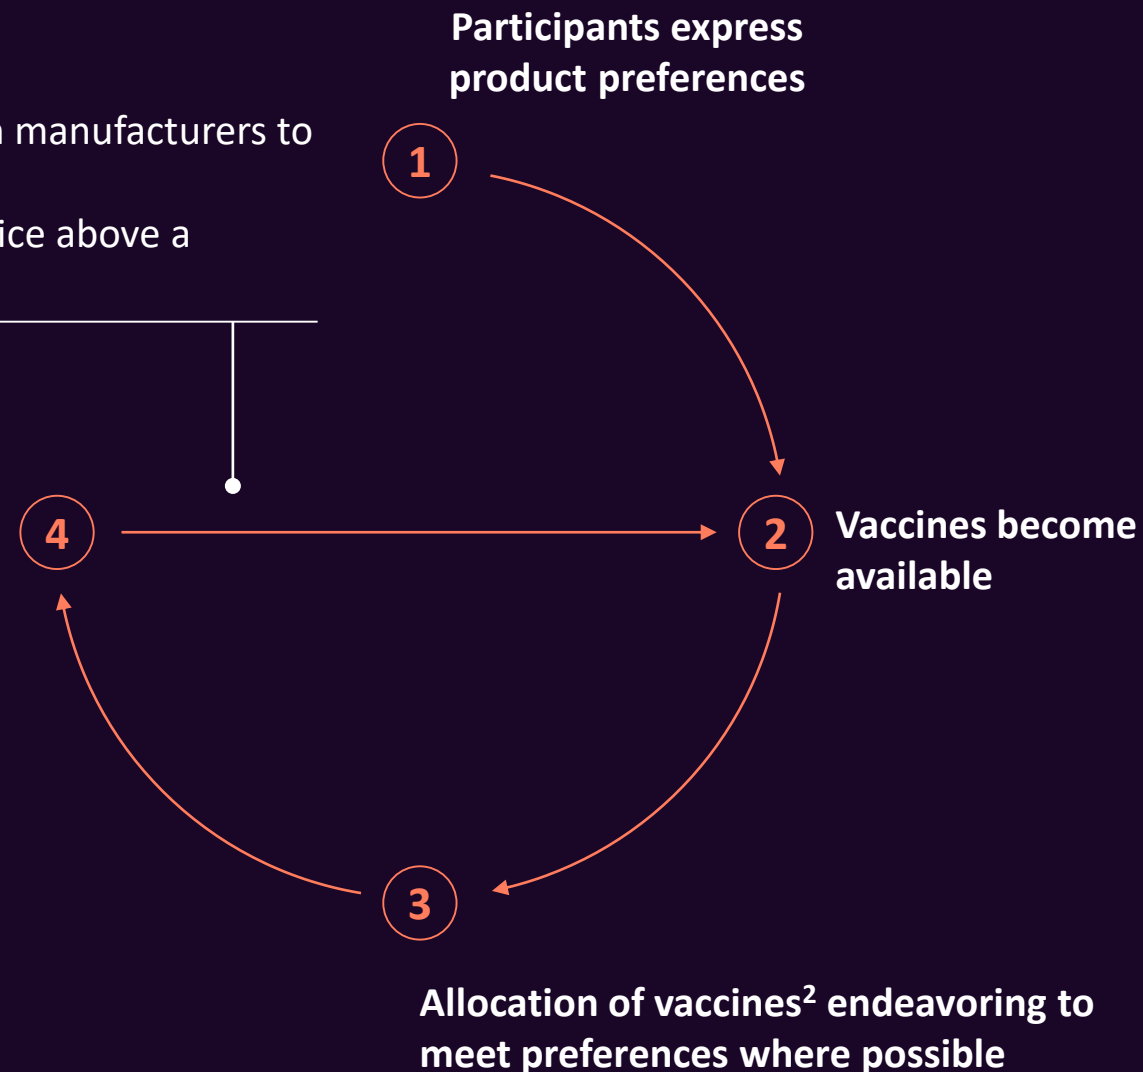 Participants express
product preferences
manufacturers to
1
ice above a
4
2
Vaccines become
available
3
Allocation of vaccines² endeavoring to
meet preferences where possible